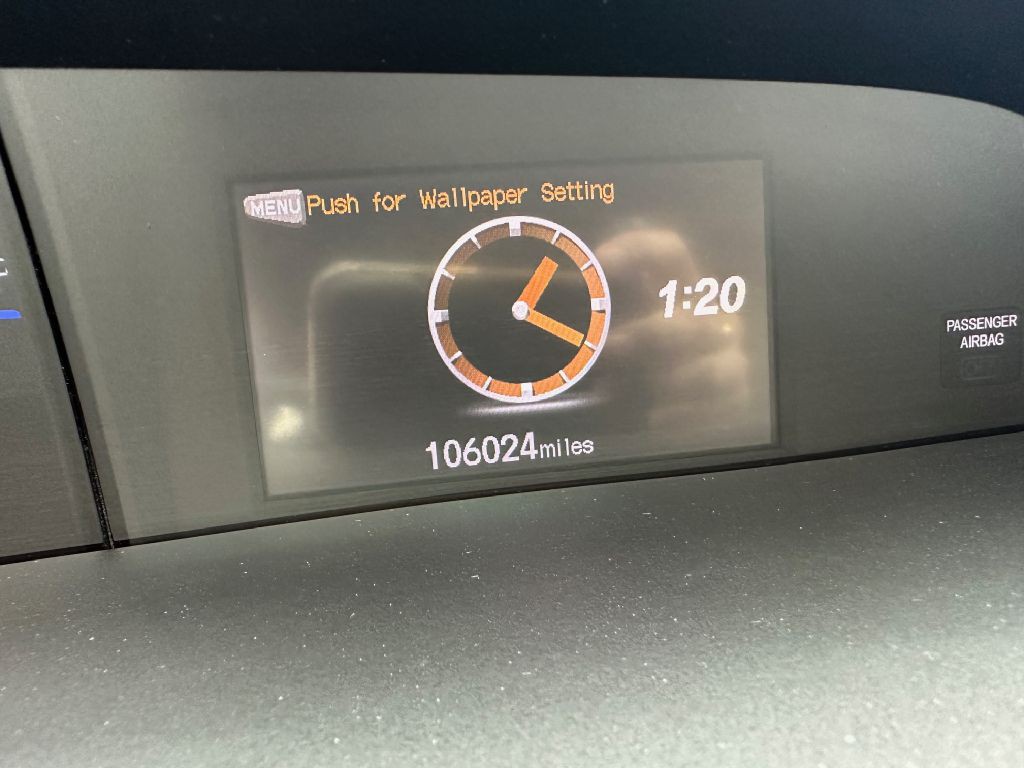 MENU Push for Wallpaper Setting
1:20
106024miles
PASSENGER
AIRBAG